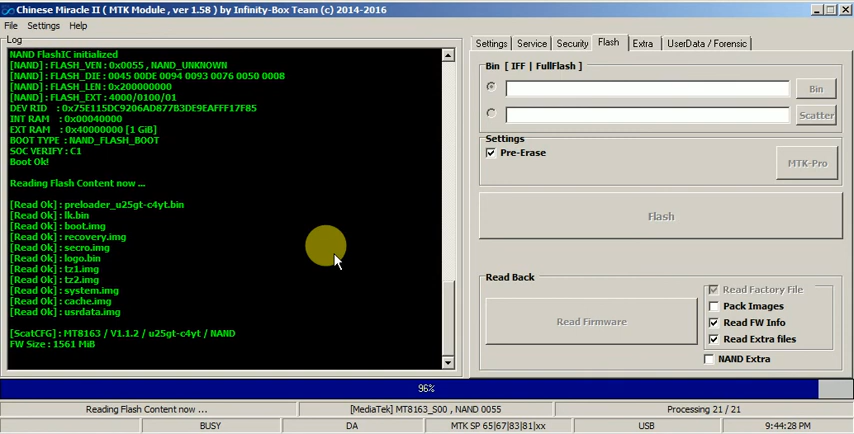 Chinese Miracle II ( MTK Module , ver 1.58 ) by Infinity-Box Team (c) 2014-2016
File Settings Help
Log
NAND FlashIC initialized
[NAND] : FLASH_VEN : 0x0055 , NAND_UNKNOWN
[NAND] : FLASH_DIE : 0045 00DE 0094 0093 0076 0050 0008
[NAND] : FLASH_LEN : 0x200000000
[NAND] : FLASH_EXT : 4000/0100/01
DEV RID : 0x75E115DC9206AD877B3DE9EAFFF17F85
INT RAM : 0x00040000
EXT RAM : 0x40000000 [1 GiB]
BOOT TYPE : NAND_FLASH_BOOT
SOC VERIFY : C1
Boot Ok!
Reading Flash Content now ...
[Read Ok] : preloader_u25gt-c4yt.bin
[Read Ok] : lk.bin
[Read Ok] : boot.img
[Read Ok] : recovery.img
[Read Ok] : secro.img
[Read Ok] : logo.bin
[Read Ok] : tz1.img
[Read Ok] : tz2.img
[Read Ok] : system.img
[Read Ok] : cache.img
[Read Ok] : usrdata.img
[ScatCFG] : MT8163 / V1.1.2 / u25gt-c4yt / NAND
FW Size : 1561 MiB
Settings Service Security Flash Extra UserData / Forensic
Bin [ IFF | FullFlash ]
Bin
Scatter
Settings
Pre-Erase
MTK-Pro
Flash
Read Back
Read Firmware
Read Factory File
Pack Images
Read FW Info
Read Extra files
NAND Extra
96%
Reading Flash Content now ... [MediaTek] MT8163_S00 , NAND 0055 Processing 21 / 21
BUSY DA MTK SP 65|67|83|81|xx USB 9:44:28 PM